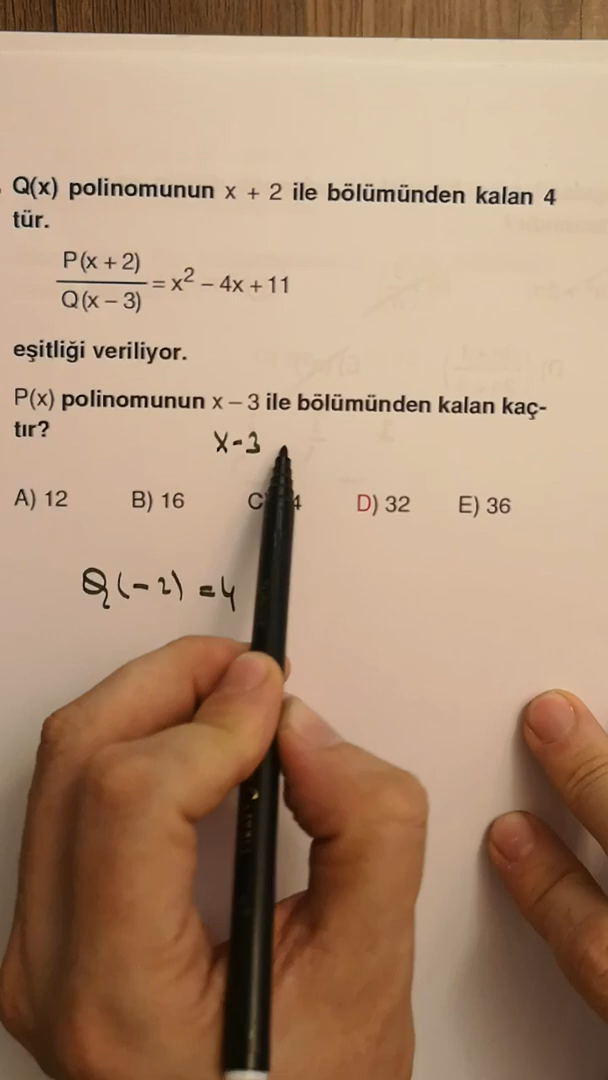 Q(x) polinomunun x + 2 ile bölümünden kalan 4
tür.
P(x + 2)
Q(x – 3)
= x² – 4x + 11
eşitliği veriliyor.
P(x) polinomunun x – 3 ile bölümünden kalan kaç-
tır?
x-3
A) 12 B) 16 C) 4 D) 32 E) 36
Q(-2) = 4